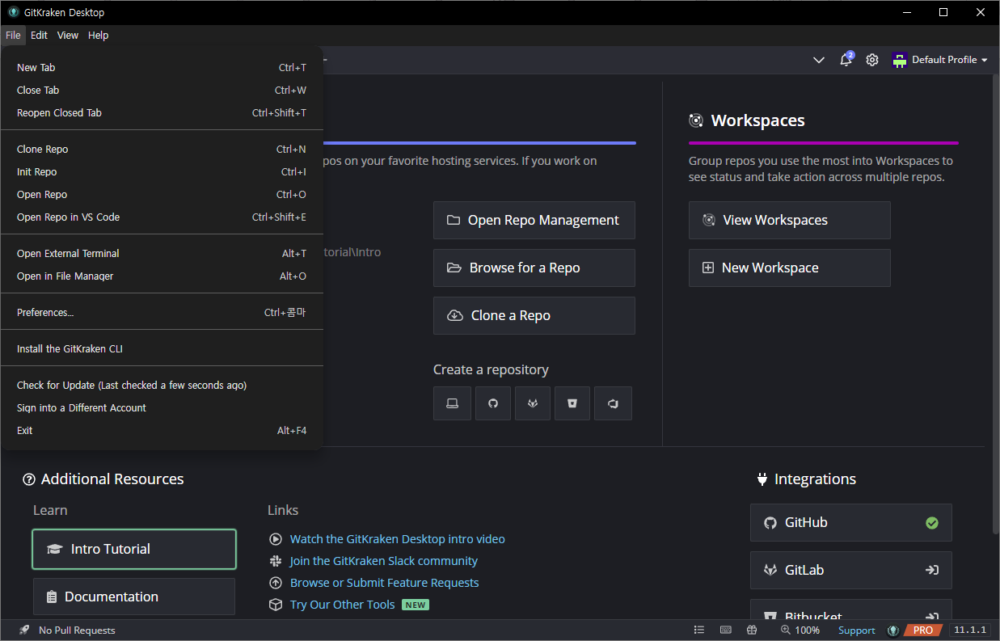 GitKraken Desktop
File Edit View Help
Default Profile
2
New Tab Ctrl+T
Close Tab Ctrl+W
Reopen Closed Tab Ctrl+Shift+T
Clone Repo Ctrl+N
Init Repo Ctrl+I
Open Repo Ctrl+O
Open Repo in VS Code Ctrl+Shift+E
Open External Terminal Alt+T
Open in File Manager Alt+O
Preferences... Ctrl+콤마
Install the GitKraken CLI
Check for Update (Last checked a few seconds ago)
Sign into a Different Account
Exit Alt+F4
on your favorite hosting services. If you work on
Open Repo Management
\Intro
Browse for a Repo
Clone a Repo
Create a repository
Workspaces
Group repos you use the most into Workspaces to
see status and take action across multiple repos.
View Workspaces
New Workspace
Additional Resources
Learn
Intro Tutorial
Documentation
Links
Watch the GitKraken Desktop intro video
Join the GitKraken Slack community
Browse or Submit Feature Requests
Try Our Other Tools NEW
Integrations
GitHub
GitLab
Bitbucket
No Pull Requests
100% Support PRO 11.1.1